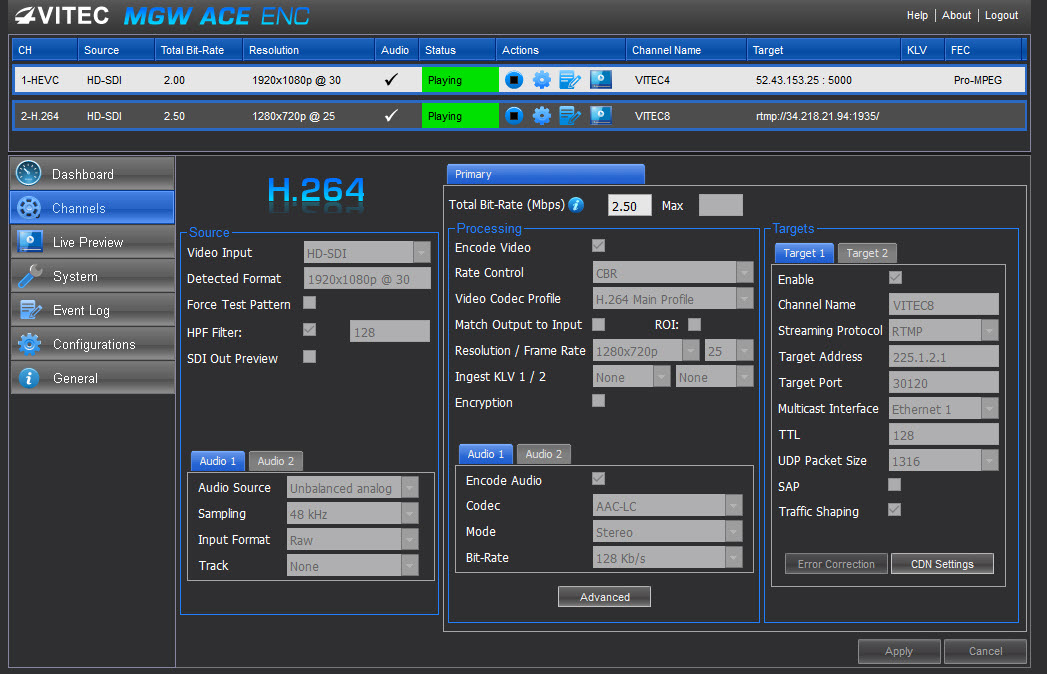 VITEC MGW ACE ENC
Help | About | Logout
CH Source Total Bit-Rate Resolution Audio Status Actions Channel Name Target KLV FEC
1-HEVC HD-SDI 2.00 1920x1080p @ 30 Playing VITEC4 52.43.153.25 : 5000 Pro-MPEG
2-H.264 HD-SDI 2.50 1280x720p @ 25 Playing VITEC8 rtmp://34.218.21.94:1935/
Dashboard
Channels
Live Preview
System
Event Log
Configurations
General
H.264
Source
Video Input HD-SDI
Detected Format 1920x1080p @ 30
Force Test Pattern
HPF Filter: 128
SDI Out Preview
Audio 1 Audio 2
Audio Source Unbalanced analog
Sampling 48 kHz
Input Format Raw
Track None
Primary
Total Bit-Rate (Mbps) 2.50 Max
Processing
Encode Video
Rate Control CBR
Video Codec Profile H.264 Main Profile
Match Output to Input ROI:
Resolution / Frame Rate 1280x720p 25
Ingest KLV 1 / 2 None None
Encryption
Audio 1 Audio 2
Encode Audio
Codec AAC-LC
Mode Stereo
Bit-Rate 128 Kb/s
Advanced
Targets
Target 1 Target 2
Enable
Channel Name VITEC8
Streaming Protocol RTMP
Target Address 225.1.2.1
Target Port 30120
Multicast Interface Ethernet 1
TTL 128
UDP Packet Size 1316
SAP
Traffic Shaping
Error Correction CDN Settings
Apply Cancel